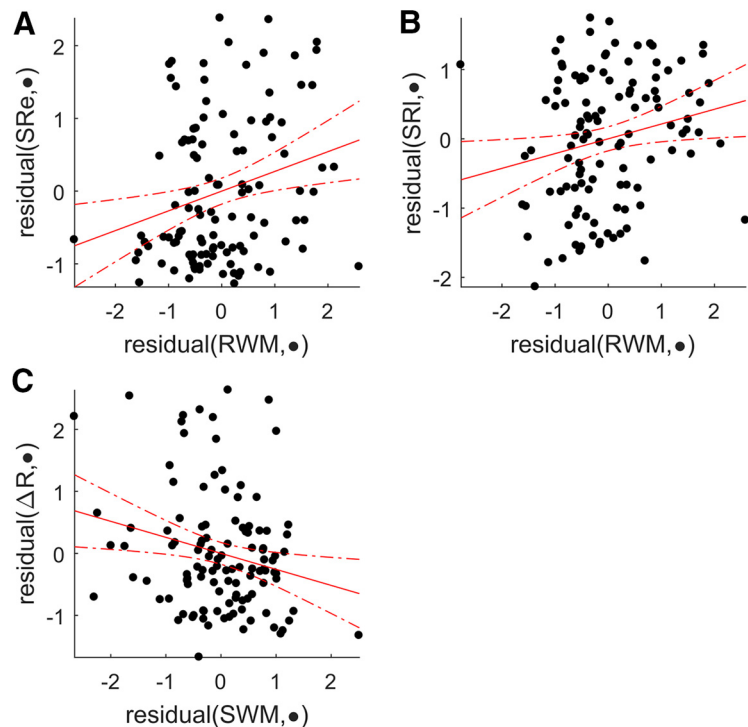 A
residual(SRe,●)
2
1
0
-1
-2 -1 0 1 2
residual(RWM,●)
B
residual(SRI,●)
1
0
-1
-2
-2 -1 0 1 2
residual(RWM,●)
C
residual(ΔR,●)
2
1
0
-1
-2 -1 0 1 2
residual(SWM,●)